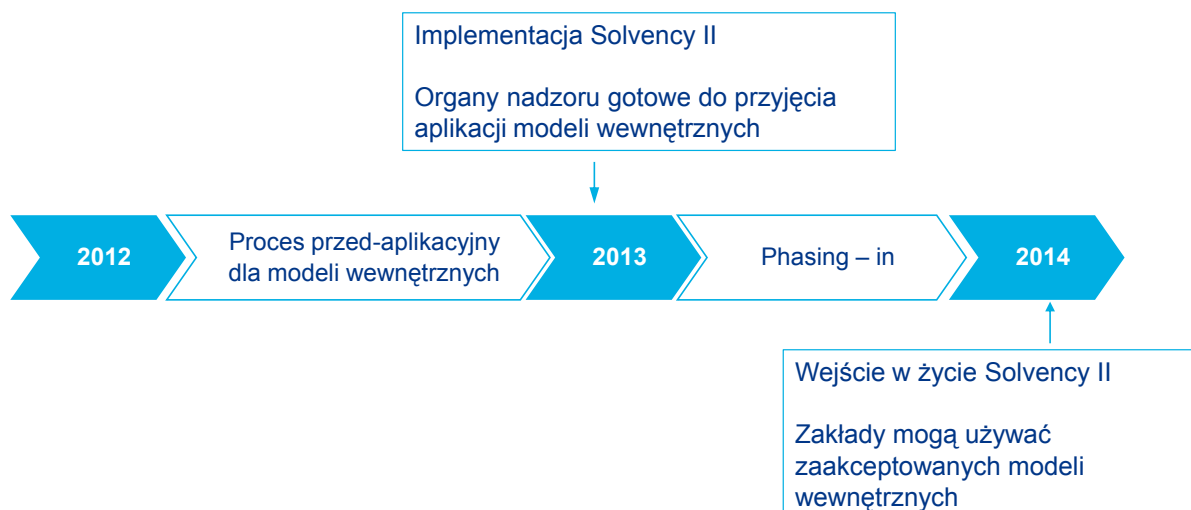 Implementacja Solvency II
Organy nadzoru gotowe do przyjęcia
aplikacji modeli wewnętrznych
2012
Proces przed-aplikacyjny
dla modeli wewnętrznych
2013
Phasing – in
2014
Wejście w życie Solvency II
Zakłady mogą używać
zaakceptowanych modeli
wewnętrznych